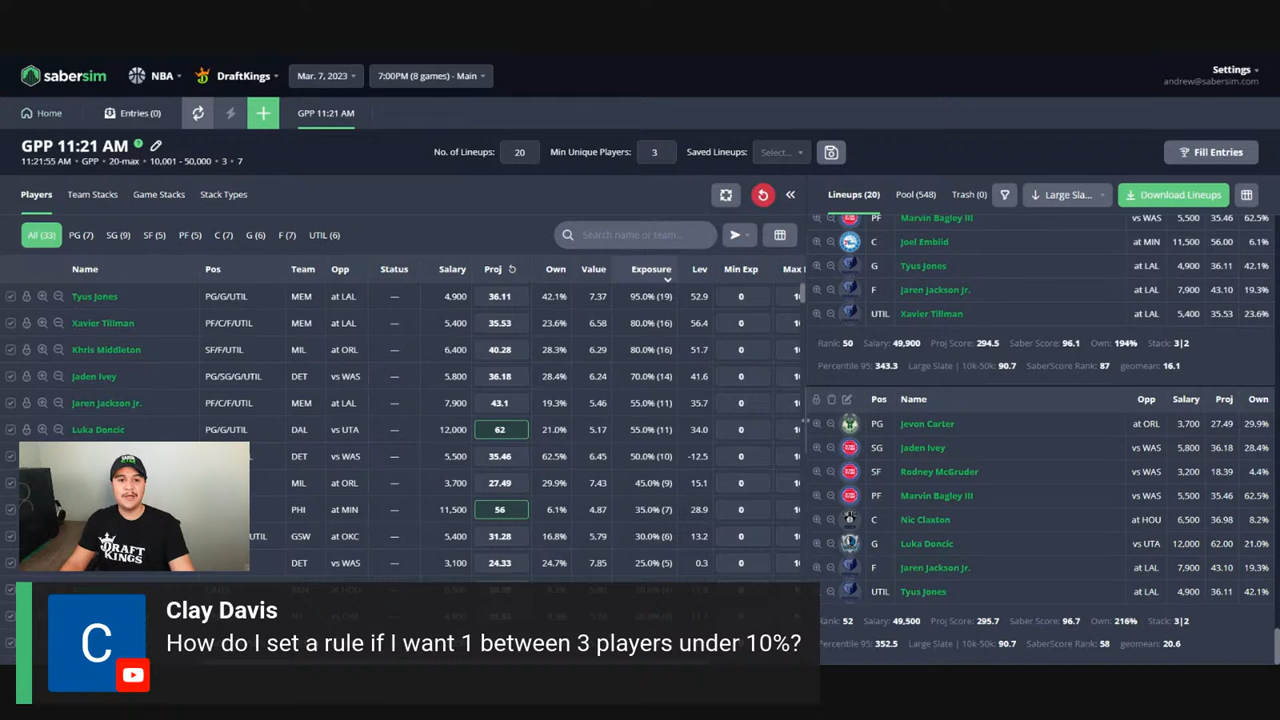 sabersim NBA DraftKings Mar. 7, 2023 7:00PM (8 games) - Main Settings
andrew@sabersim.com
Home Entries (0) GPP 11:21 AM
GPP 11:21 AM
11:21:55 AM • GPP • 20-max • 10,001 - 50,000 • 3 • 7
No. of Lineups: 20 Min Unique Players: 3 Saved Lineups: Select... Fill Entries
Players Team Stacks Game Stacks Stack Types
All (33) PG (7) SG (9) SF (5) PF (5) C (7) G (6) F (7) UTIL (6) Search name or team...
Name Pos Team Opp Status Salary Proj Own Value Exposure Lev Min Exp Max
Tyus Jones PG/G/UTIL MEM at LAL — 4,900 36.11 42.1% 7.37 95.0% (19) 52.9 0
Xavier Tillman PF/C/F/UTIL MEM at LAL — 5,400 35.53 23.6% 6.58 80.0% (16) 56.4 0
Khris Middleton SF/F/UTIL MIL at ORL — 6,400 40.28 28.3% 6.29 80.0% (16) 51.7 0
Jaden Ivey PG/SG/G/UTIL DET vs WAS — 5,800 36.18 28.4% 6.24 70.0% (14) 41.6 0
Jaren Jackson Jr. PF/C/F/UTIL MEM at LAL — 7,900 43.1 19.3% 5.46 55.0% (11) 35.7 0
Luka Doncic PG/G/UTIL DAL vs UTA — 12,000 62 21.0% 5.17 55.0% (11) 34.0 0
DET vs WAS — 5,500 35.46 62.5% 6.45 50.0% (10) -12.5 0
MIL at ORL — 3,700 27.49 29.9% 7.43 45.0% (9) 15.1 0
PHI at MIN — 11,500 56 6.1% 4.87 35.0% (7) 28.9 0
UTIL GSW at OKC — 5,400 31.28 16.8% 5.79 30.0% (6) 13.2 0
DET vs WAS — 3,100 24.33 24.7% 7.85 25.0% (5) 0.3 0
Lineups (20) Pool (548) Trash (0) Large Sla... Download Lineups
PF Marvin Bagley III vs WAS 5,500 35.46 62.5%
C Joel Embiid at MIN 11,500 56.00 6.1%
G Tyus Jones at LAL 4,900 36.11 42.1%
F Jaren Jackson Jr. at LAL 7,900 43.10 19.3%
UTIL Xavier Tillman at LAL 5,400 35.53 23.6%
Rank: 50 Salary: 49,900 Proj Score: 294.5 Saber Score: 96.1 Own: 194% Stack: 3|2
Percentile 95: 343.3 Large Slate | 10k-50k: 90.7 SaberScore Rank: 87 geomean: 16.1
Pos Name Opp Salary Proj Own
PG Jevon Carter at ORL 3,700 27.49 29.9%
SG Jaden Ivey vs WAS 5,800 36.18 28.4%
SF Rodney McGruder vs WAS 3,200 18.39 4.4%
PF Marvin Bagley III vs WAS 5,500 35.46 62.5%
C Nic Claxton at HOU 6,500 36.98 8.2%
G Luka Doncic vs UTA 12,000 62.00 21.0%
F Jaren Jackson Jr. at LAL 7,900 43.10 19.3%
UTIL Tyus Jones at LAL 4,900 36.11 42.1%
Rank: 52 Salary: 49,500 Proj Score: 295.7 Saber Score: 96.7 Own: 216% Stack: 3|2
Percentile 95: 352.5 Large Slate | 10k-50k: 90.7 SaberScore Rank: 58 geomean: 20.6
DRAFT
KINGS
C
Clay Davis
How do I set a rule if I want 1 between 3 players under 10%?